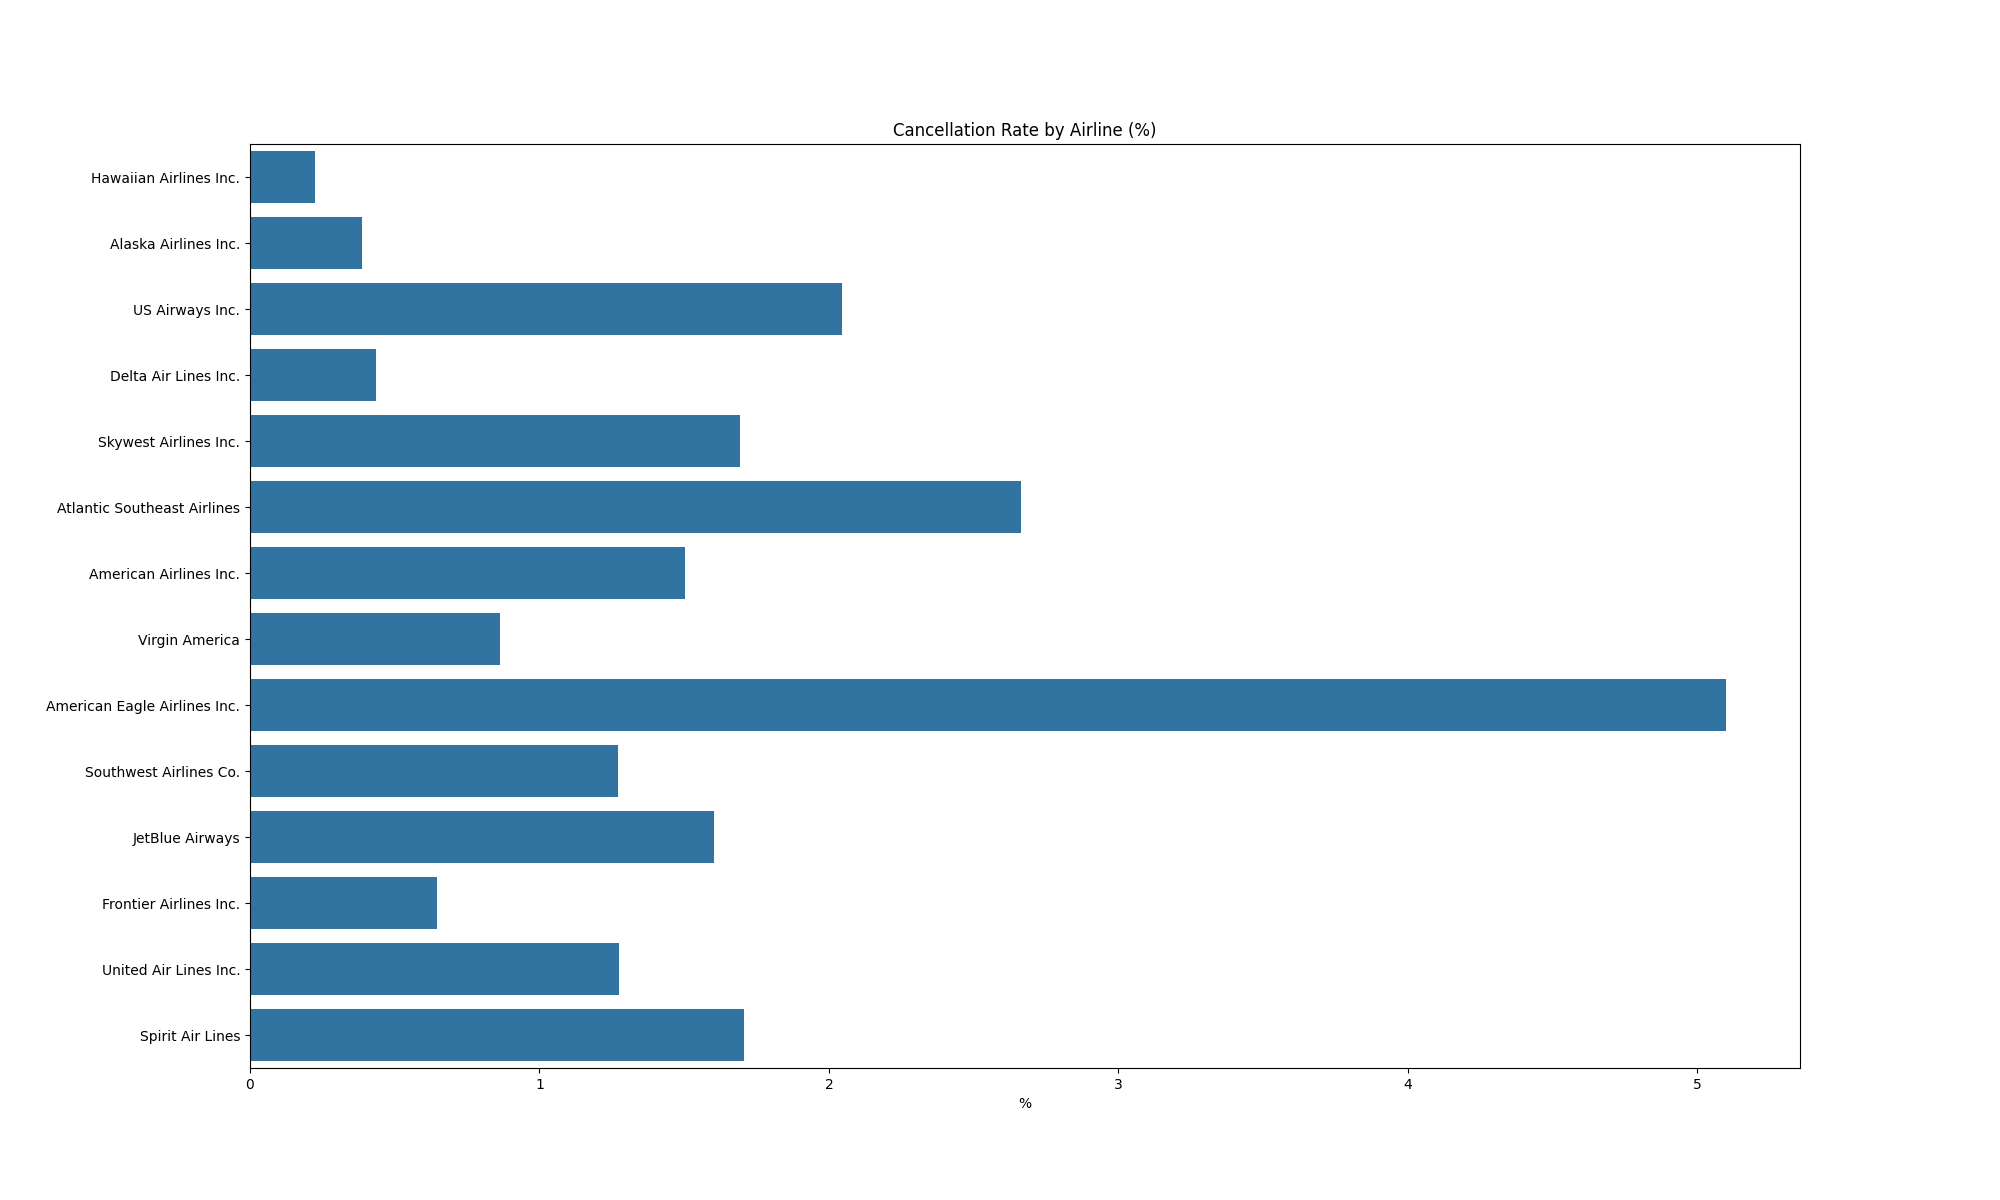 Cancellation Rate by Airline (%)
Hawaiian Airlines Inc.
Alaska Airlines Inc.
US Airways Inc.
Delta Air Lines Inc.
Skywest Airlines Inc.
Atlantic Southeast Airlines
American Airlines Inc.
Virgin America
American Eagle Airlines Inc.
Southwest Airlines Co.
JetBlue Airways
Frontier Airlines Inc.
United Air Lines Inc.
Spirit Air Lines
0 1 2 3 4 5
%